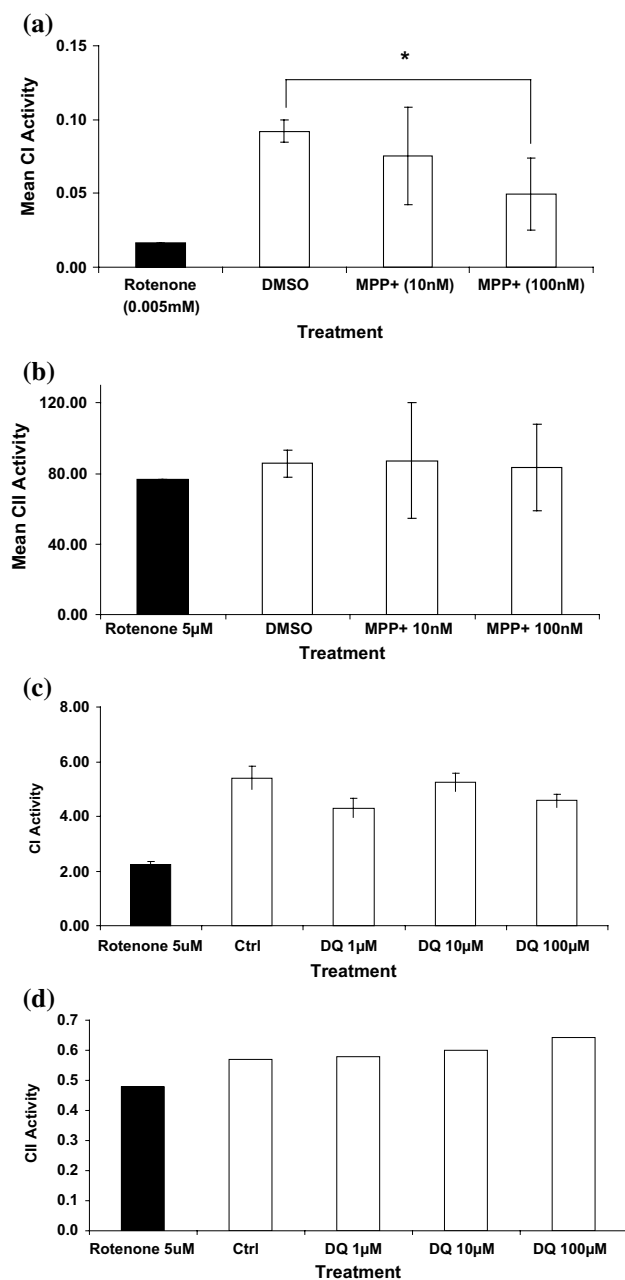 (a)
0.15
*
0.10
Mean CI Activity
0.05
0.00
Rotenone DMSO MPP+ (10nM) MPP+ (100nM)
(0.005mM)
Treatment
(b)
120.00
Mean CII Activity
80.00
40.00
0.00
Rotenone 5µM DMSO MPP+ 10nM MPP+ 100nM
Treatment
(c)
8.00
6.00
CI Activity
4.00
2.00
0.00
Rotenone 5uM Ctrl DQ 1µM DQ 10µM DQ 100µM
Treatment
(d)
0.7
0.6
0.5
CII Activity
0.4
0.3
0.2
0.1
0.0
Rotenone 5uM Ctrl DQ 1µM DQ 10µM DQ 100µM
Treatment